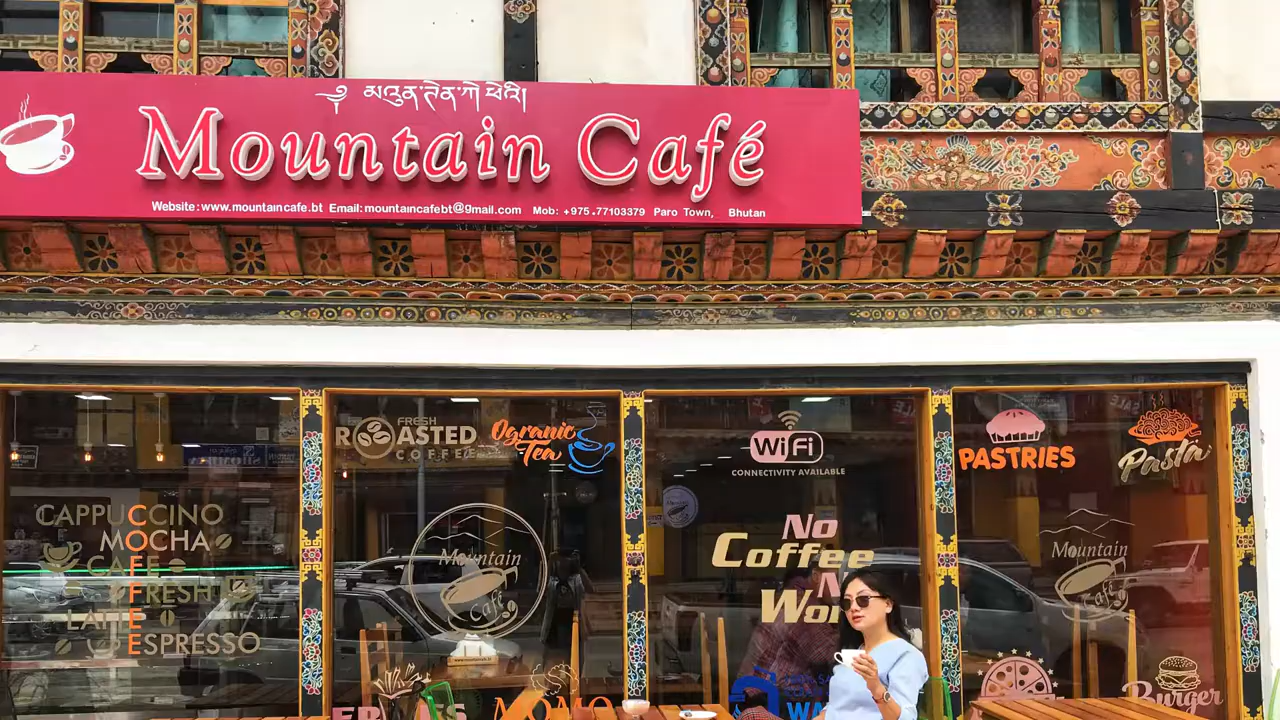 ༄ མའུན་ཊེན་ཀེ་ཕེའི།
Mountain Café
Website: www.mountaincafe.bt Email: mountaincafebt@gmail.com Mob: +975 77103379 Paro Town, Bhutan
FRESH
ROASTED
COFFEE
Ogranic
Tea
WiFi
CONNECTIVITY AVAILABLE
PASTRIES
Pasta
CAPPUCCINO
MOCHA
CAFE
FRESH
LATTE
ESPRESSO
Mountain
Café
No
Coffee
Mountain
Café
MOMO
Burger